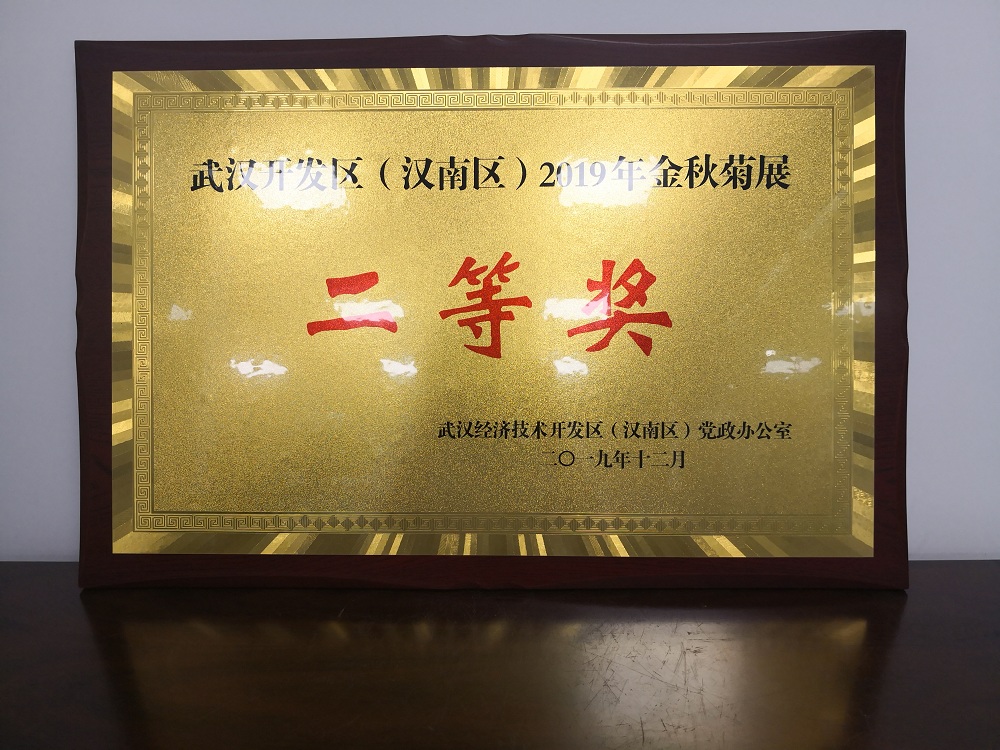 武汉开发区（汉南区）2019年金秋菊展
二等奖
武汉经济技术开发区（汉南区）党政办公室
二〇一九年十二月